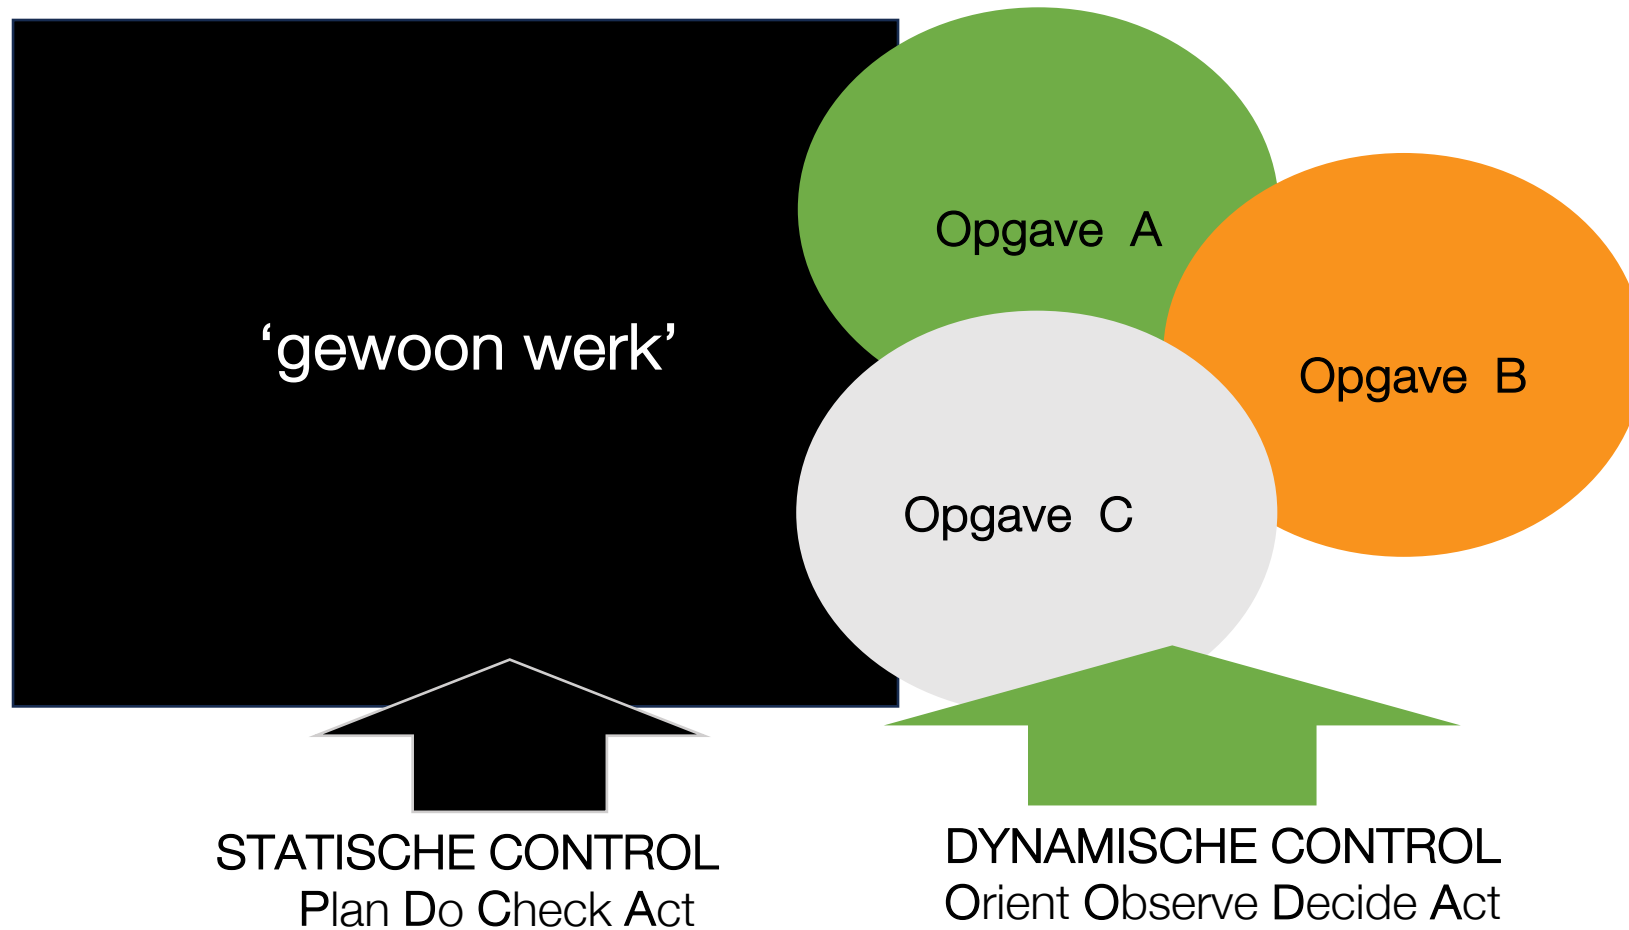 ‘gewoon werk’
Opgave A
Opgave B
Opgave C
STATISCHE CONTROL
Plan Do Check Act
DYNAMISCHE CONTROL
Orient Observe Decide Act